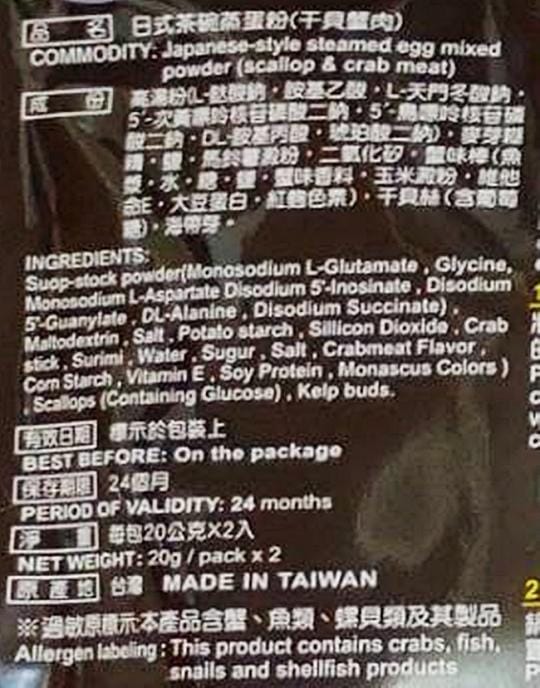 品 名 日式茶碗蒸蛋粉(干貝蟹肉)
COMMODITY: Japanese-style steamed egg mixed
powder (scallop & crab meat)
成 份 高湯粉(L-麩酸鈉・胺基乙酸・L-天門冬酸鈉・
5'-次黃嘌呤核苷磷酸二鈉・5'-鳥嘌呤核苷磷
酸二鈉・DL-胺基丙酸・琥珀酸二鈉)・麥芽糊
精・鹽・馬鈴薯澱粉・二氧化矽・蟹味棒(魚
漿・水・糖・鹽・蟹味香料・玉米澱粉・維他
命E・大豆蛋白・紅麴色素)・干貝絲(含葡萄
糖)・海帶芽。
INGREDIENTS:
Suop-stock powder(Monosodium L-Glutamate , Glycine,
Monosodium L-Aspartate Disodium 5'-Inosinate , Disodium
5'-Guanylate , DL-Alanine , Disodium Succinate) ,
Maltodextrin , Salt , Potato starch , Sillicon Dioxide , Crab
stick , Surimi , Water , Sugur , Salt , Crabmeat Flavor ,
Corn Starch , Vitamin E , Soy Protein , Monascus Colors )
, Scallops (Containing Glucose) , Kelp buds.
有效日期 標示於包裝上
BEST BEFORE: On the package
保存期限 24個月
PERIOD OF VALIDITY: 24 months
淨 重 每包20公克X2入
NET WEIGHT: 20g / pack x 2
原 產 地 台灣 MADE IN TAIWAN
※過敏原標示本產品含蟹、魚類、螺貝類及其製品
Allergen labeling : This product contains crabs, fish,
snails and shellfish products